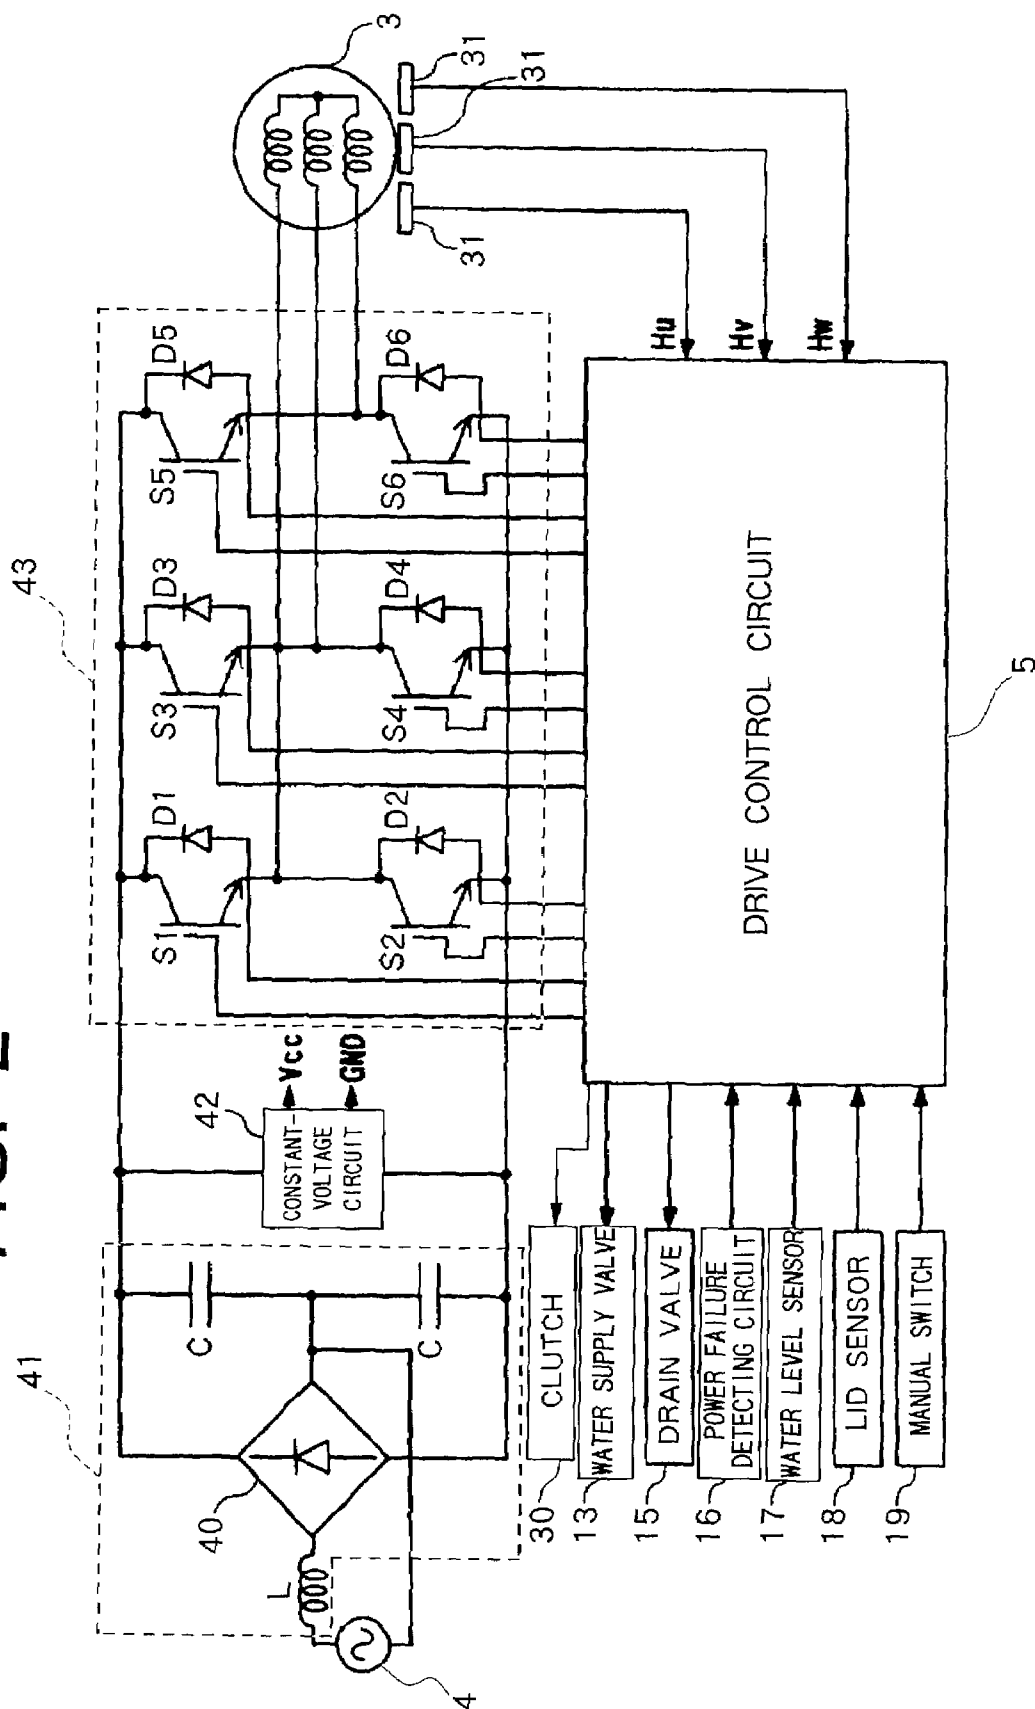 41
42
43
3
31
31
31
40
L
4
C
C
CONSTANT-
VOLTAGE
CIRCUIT
Vcc
GND
S1
D1
S3
D3
S5
D5
S2
D2
S4
D4
S6
D6
Hu
Hv
Hw
DRIVE CONTROL CIRCUIT
5
30
CLUTCH
13
WATER SUPPLY VALVE
15
DRAIN VALVE
16
POWER FAILURE
DETECTING CIRCUIT
17
WATER LEVEL SENSOR
18
LID SENSOR
19
MANUAL SWITCH